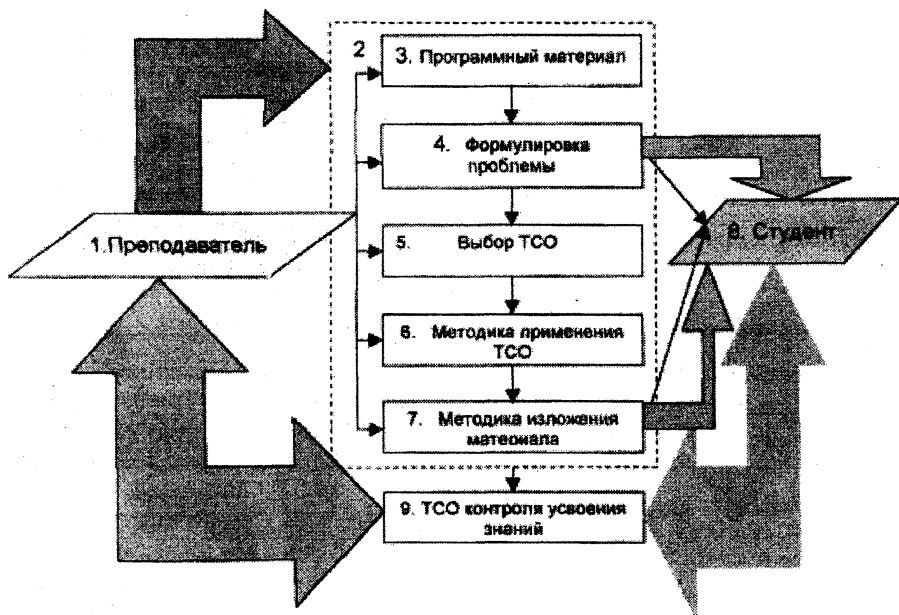 2
3. Программный материал
4. Формулировка
проблемы
1.Преподаватель
8. Студент
5. Выбор ТСО
6. Методика применения
ТСО
7. Методика изложения
материала
9. ТСО контроля усвоения
знаний